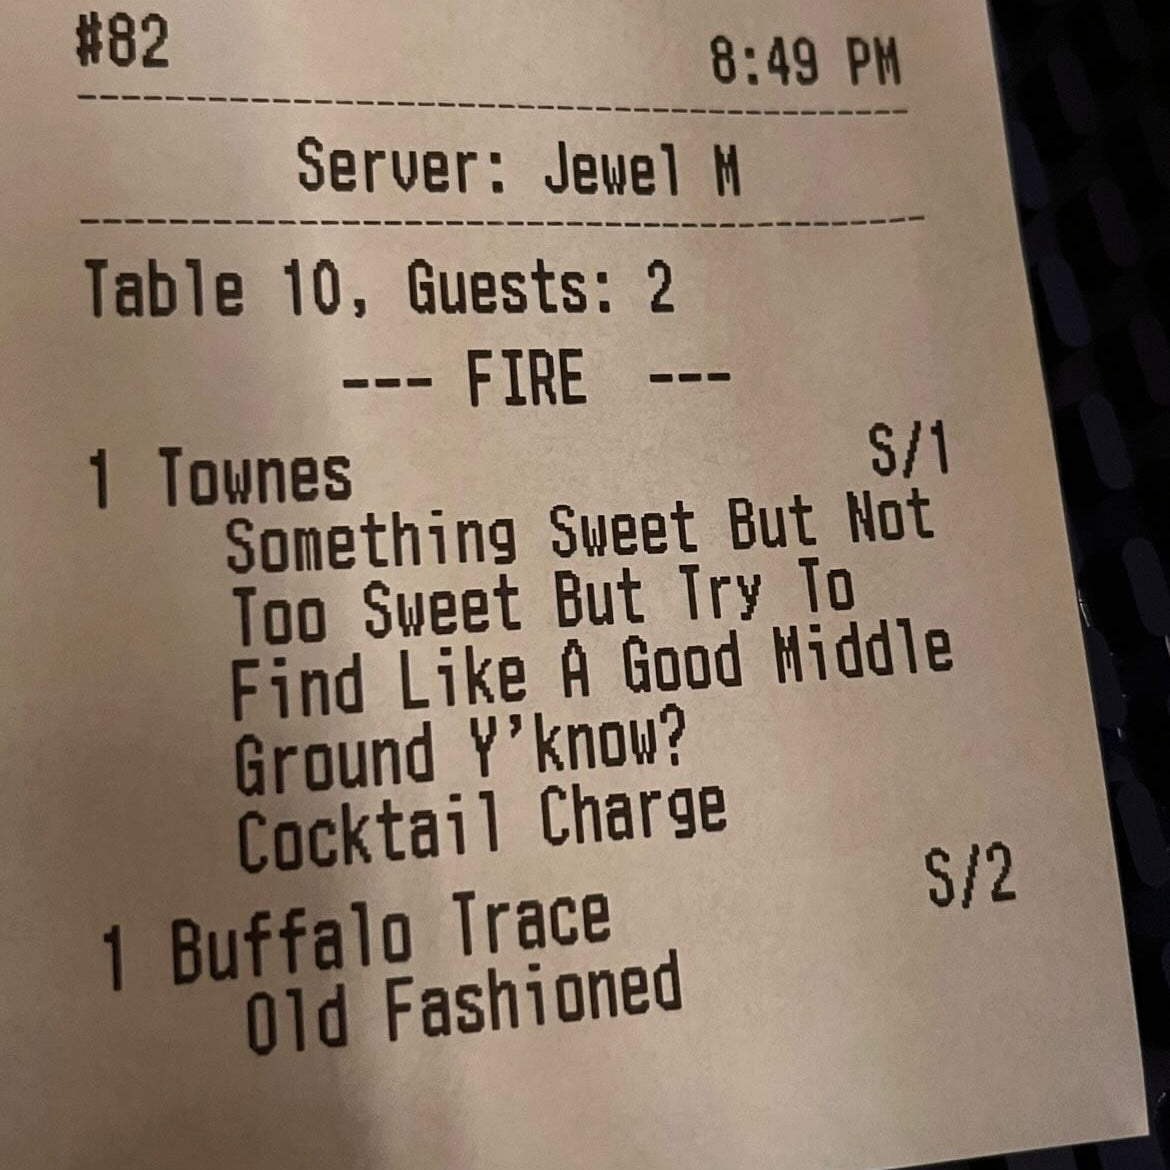 #82
8:49 PM
Server: Jewel M
Table 10, Guests: 2
--- FIRE ---
1 Townes S/1
Something Sweet But Not
Too Sweet But Try To
Find Like A Good Middle
Ground Y'know?
Cocktail Charge
1 Buffalo Trace S/2
Old Fashioned